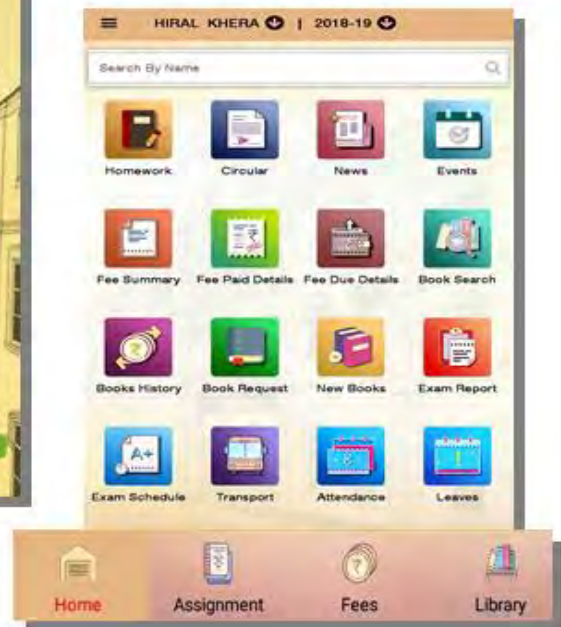 HIRAL KHERA | 2018-19
Search By Name
Homework Circular News Events
Fee Summary Fee Paid Details Fee Due Details Book Search
Books History Book Request New Books Exam Report
A+
Exam Schedule Transport Attendance Leaves
Home Assignment Fees Library